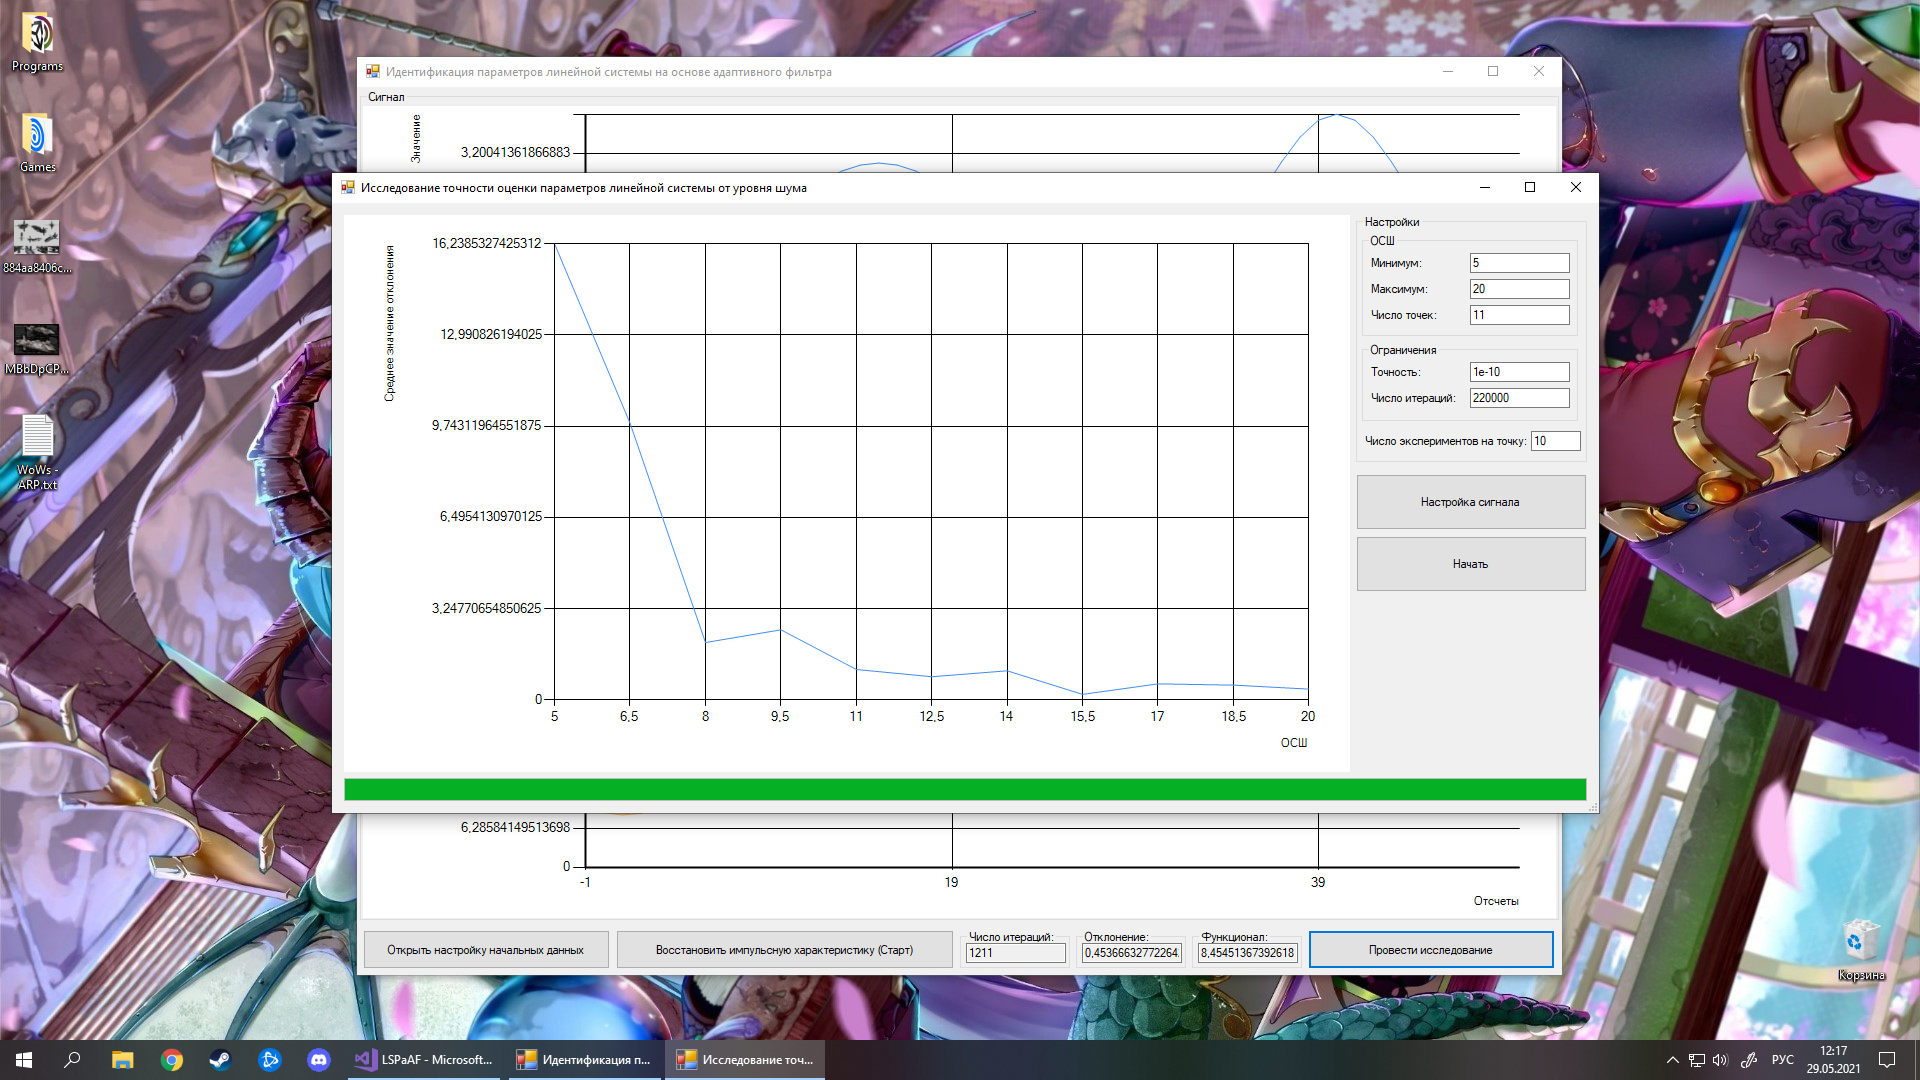 Programs
Games
884aa8406c...
MBbDpCP...
WoWs -
ARP.txt
Корзина
Идентификация параметров линейной системы на основе адаптивного фильтра
Сигнал
Значение
3,20041361866883
Исследование точности оценки параметров линейной системы от уровня шума
Среднее значение отклонения
16,2385327425312
12,990826194025
9,74311964551875
6,4954130970125
3,24770654850625
0
5 6,5 8 9,5 11 12,5 14 15,5 17 18,5 20
ОСШ
Настройки
ОСШ
Минимум: 5
Максимум: 20
Число точек: 11
Ограничения
Точность: 1e-10
Число итераций: 220000
Число экспериментов на точку: 10
Настройка сигнала
Начать
6,28584149513698
0
-1 19 39
Отсчеты
Открыть настройку начальных данных
Восстановить импульсную характеристику (Старт)
Число итераций:
1211
Отклонение:
0,45366632772264
Функционал:
8,45451367392618
Провести исследование
LSPaAF - Microsoft...
Идентификация п...
Исследование точ...
РУС
12:17
29.05.2021